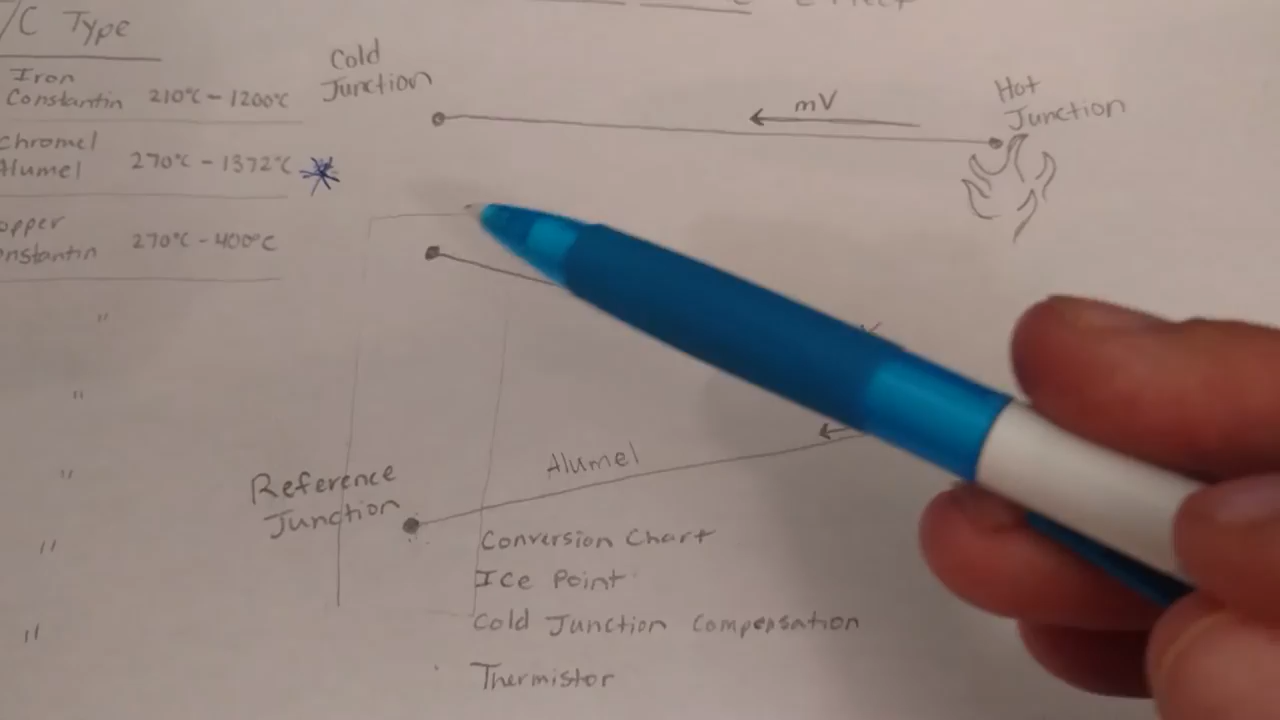 /C Type
Iron
Constantin 210°C - 1200°C
Chromel
Alumel 270°C - 1372°C
opper
nstantin 270°C - 400°C
"
"
"
"
"
Cold
Junction
mV
Hot
Junction
Alumel
Reference
Junction
Conversion Chart
Ice Point
Cold Junction Compensation
Thermistor